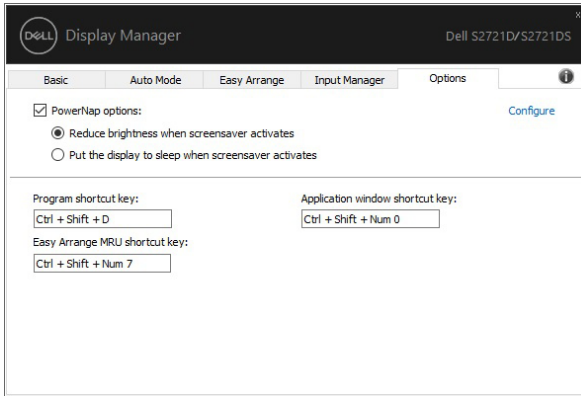 DELL Display Manager Dell S2721D/S2721DS
x
Basic Auto Mode Easy Arrange Input Manager Options i
PowerNap options: Configure
Reduce brightness when screensaver activates
Put the display to sleep when screensaver activates
Program shortcut key: Application window shortcut key:
Ctrl + Shift + D Ctrl + Shift + Num 0
Easy Arrange MRU shortcut key:
Ctrl + Shift + Num 7